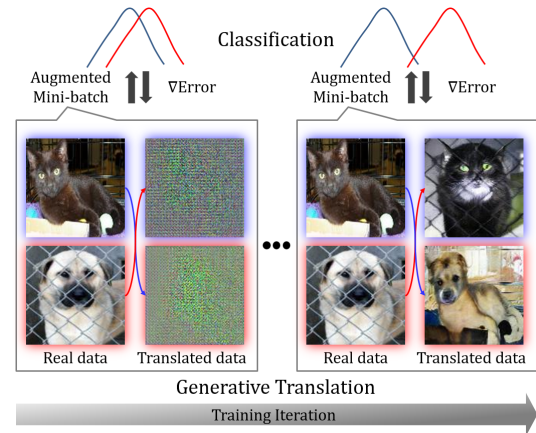 Classification
Augmented
Mini-batch
∇Error
Augmented
Mini-batch
∇Error
Real data
Translated data
Real data
Translated data
Generative Translation
Training Iteration